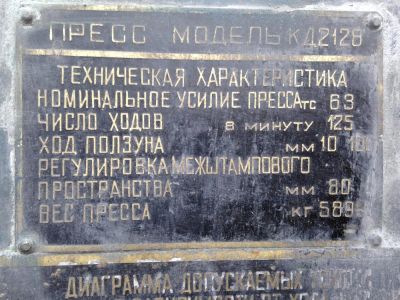 ПРЕСС МОДЕЛЬ КД2128
ТЕХНИЧЕСКАЯ ХАРАКТЕРИСТИКА
НОМИНАЛЬНОЕ УСИЛИЕ ПРЕССА ТС 63
ЧИСЛО ХОДОВ В МИНУТУ 125
ХОД ПОЛЗУНА ММ 10 100
РЕГУЛИРОВКА МЕЖШТАМПОВОГО
ПРОСТРАНСТВА ММ 80
ВЕС ПРЕССА КГ
ДИАГРАММА ДОПУСКАЕМЫХ